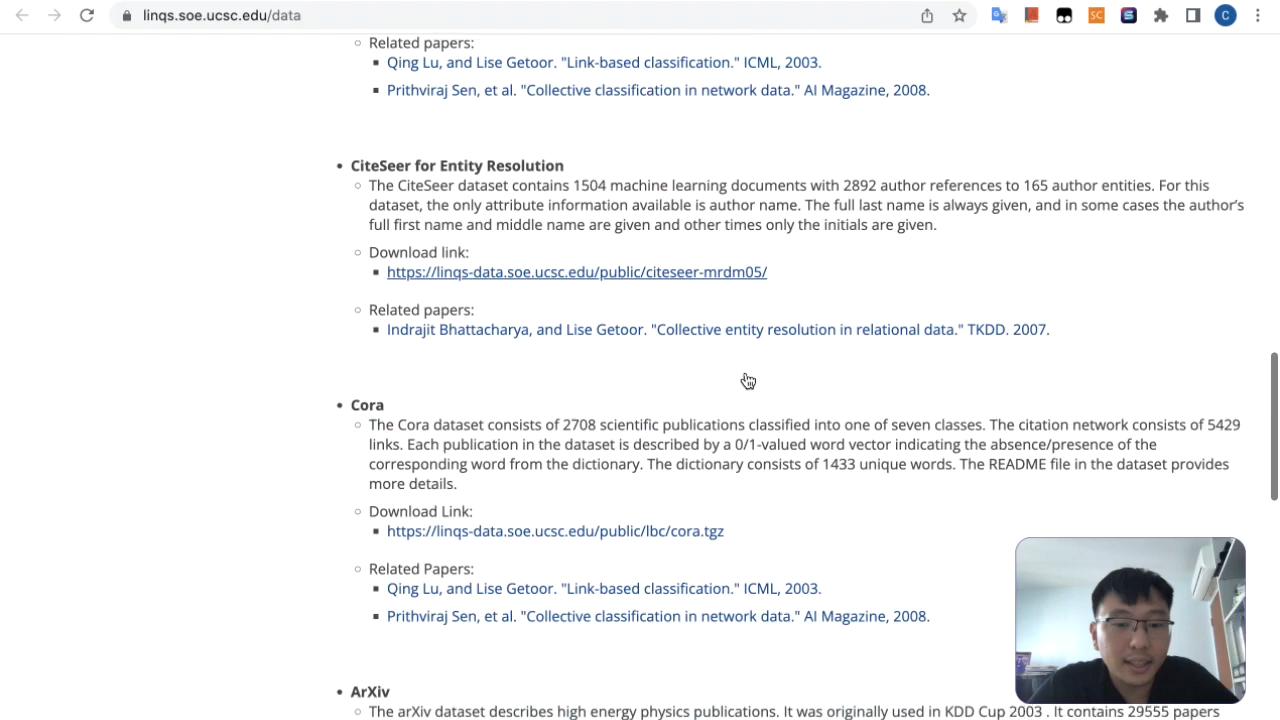 linqs.soe.ucsc.edu/data
SC
S
C
Related papers:
Qing Lu, and Lise Getoor. "Link-based classification." ICML, 2003.
Prithviraj Sen, et al. "Collective classification in network data." AI Magazine, 2008.
CiteSeer for Entity Resolution
The CiteSeer dataset contains 1504 machine learning documents with 2892 author references to 165 author entities. For this
dataset, the only attribute information available is author name. The full last name is always given, and in some cases the author’s
full first name and middle name are given and other times only the initials are given.
Download link:
https://linqs-data.soe.ucsc.edu/public/citeseer-mrdm05/
Related papers:
Indrajit Bhattacharya, and Lise Getoor. "Collective entity resolution in relational data." TKDD. 2007.
Cora
The Cora dataset consists of 2708 scientific publications classified into one of seven classes. The citation network consists of 5429
links. Each publication in the dataset is described by a 0/1-valued word vector indicating the absence/presence of the
corresponding word from the dictionary. The dictionary consists of 1433 unique words. The README file in the dataset provides
more details.
Download Link:
https://linqs-data.soe.ucsc.edu/public/lbc/cora.tgz
Related Papers:
Qing Lu, and Lise Getoor. "Link-based classification." ICML, 2003.
Prithviraj Sen, et al. "Collective classification in network data." AI Magazine, 2008.
ArXiv
The arXiv dataset describes high energy physics publications. It was originally used in KDD Cup 2003 . It contains 29555 papers